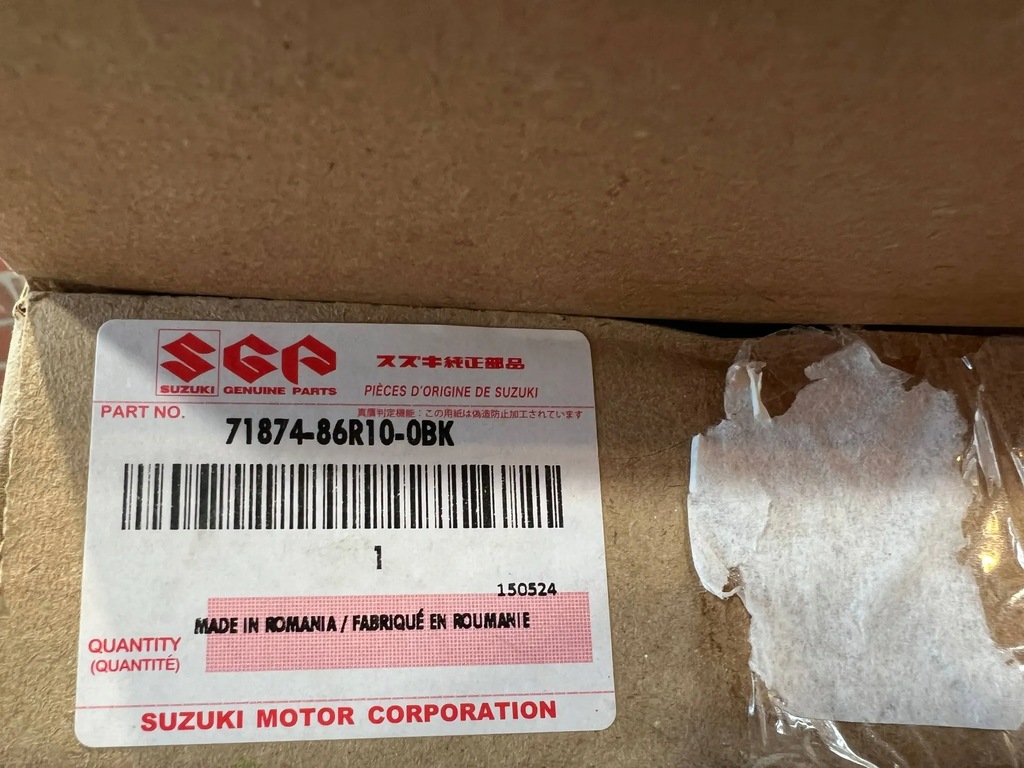 SGP スズキ純正部品
SUZUKI GENUINE PARTS PIÈCES D'ORIGINE DE SUZUKI
PART NO. 真贋判定機能：この用紙は偽造防止加工されています
71874-86R10-0BK
1
150524
MADE IN ROMANIA / FABRIQUÉ EN ROUMANIE
QUANTITY
(QUANTITÉ)
SUZUKI MOTOR CORPORATION